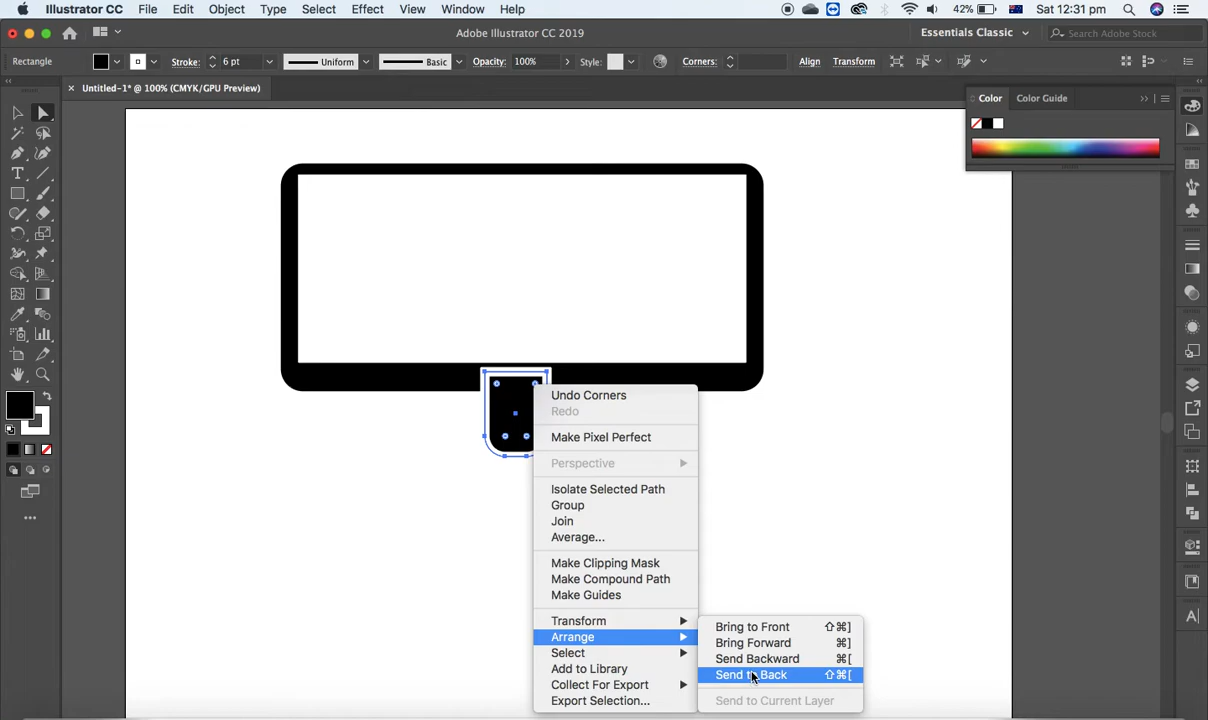 Illustrator CC File Edit Object Type Select Effect View Window Help 42% Sat 12:31 pm
Adobe Illustrator CC 2019 Essentials Classic Search Adobe Stock
Rectangle Stroke: 6 pt Uniform Basic Opacity: 100% Style: Corners: Align Transform
× Untitled-1* @ 100% (CMYK/GPU Preview)
Color Color Guide
Undo Corners
Redo
Make Pixel Perfect
Perspective
Isolate Selected Path
Group
Join
Average...
Make Clipping Mask
Make Compound Path
Make Guides
Transform
Arrange
Select
Add to Library
Collect For Export
Export Selection...
Bring to Front ⇧⌘]
Bring Forward ⌘]
Send Backward ⌘[
Send to Back ⇧⌘[
Send to Current Layer